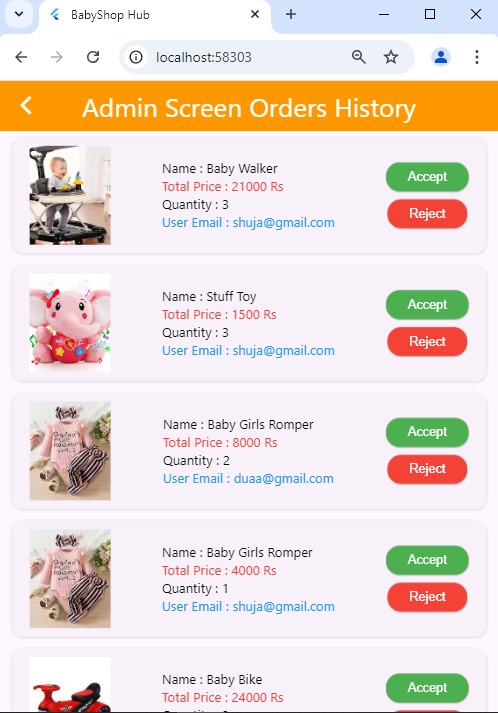 BabyShop Hub
localhost:58303
Admin Screen Orders History
Name : Baby Walker
Total Price : 21000 Rs
Quantity : 3
User Email : shuja@gmail.com
Accept
Reject
Name : Stuff Toy
Total Price : 1500 Rs
Quantity : 3
User Email : shuja@gmail.com
Accept
Reject
Name : Baby Girls Romper
Total Price : 8000 Rs
Quantity : 2
User Email : duaa@gmail.com
Accept
Reject
Name : Baby Girls Romper
Total Price : 4000 Rs
Quantity : 1
User Email : shuja@gmail.com
Accept
Reject
Name : Baby Bike
Total Price : 24000 Rs
Accept